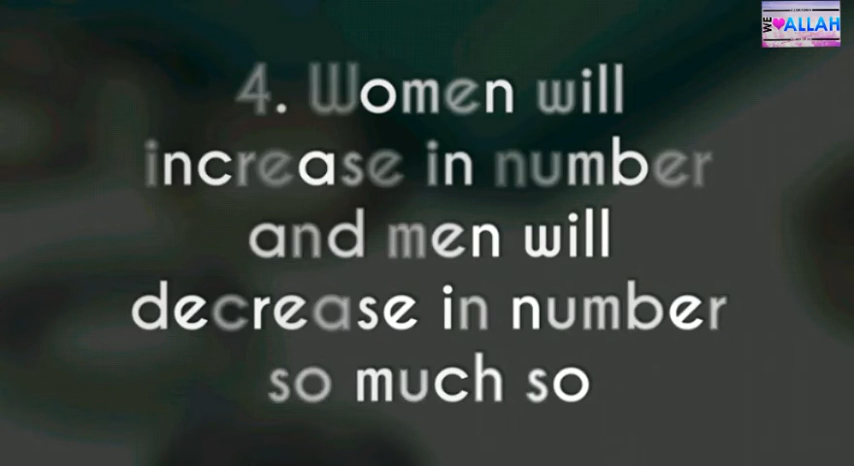 WE ALLAH
4. Women will
increase in number
and men will
decrease in number
so much so